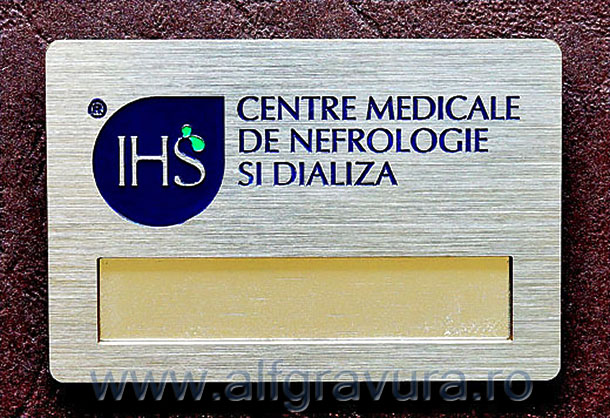 ®
IHS
CENTRE MEDICALE
DE NEFROLOGIE
SI DIALIZA
www.alfgravura.ro